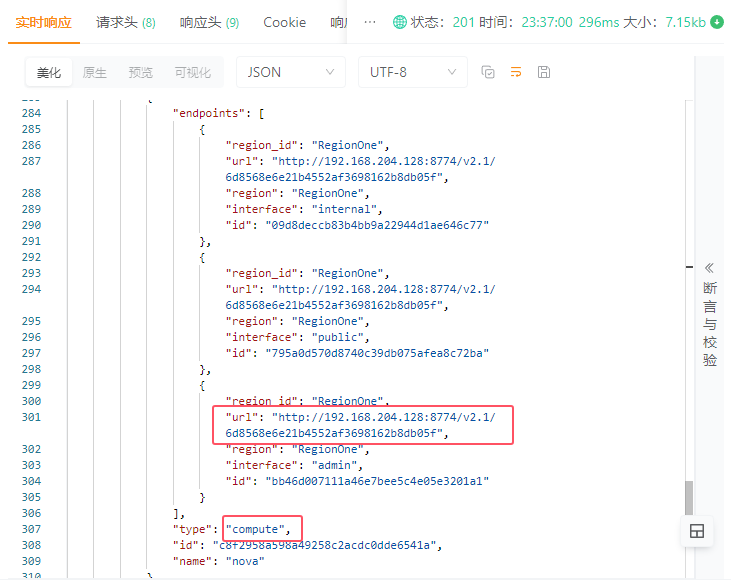 实时响应 请求头 (8) 响应头 (9) Cookie 响 ··· 状态: 201 时间: 23:37:00 296ms 大小: 7.15kb
美化 原生 预览 可视化 JSON UTF-8
284 "endpoints": [
285 {
286 "region_id": "RegionOne",
287 "url": "http://192.168.204.128:8774/v2.1/
6d8568e6e21b4552af3698162b8db05f",
288 "region": "RegionOne",
289 "interface": "internal",
290 "id": "09d8deccb83b4bb9a22944d1ae646c77"
291 },
292 {
293 "region_id": "RegionOne",
294 "url": "http://192.168.204.128:8774/v2.1/
6d8568e6e21b4552af3698162b8db05f",
295 "region": "RegionOne",
296 "interface": "public",
297 "id": "795a0d570d8740c39db075afea8c72ba"
298 },
299 {
300 "region_id": "RegionOne",
301 "url": "http://192.168.204.128:8774/v2.1/
6d8568e6e21b4552af3698162b8db05f",
302 "region": "RegionOne",
303 "interface": "admin",
304 "id": "bb46d007111a46e7bee5c4e05e3201a1"
305 }
306 ],
307 "type": "compute",
308 "id": "c8f2958a598a49258c2acdc0dde6541a",
309 "name": "nova"
310 }
断言与校验